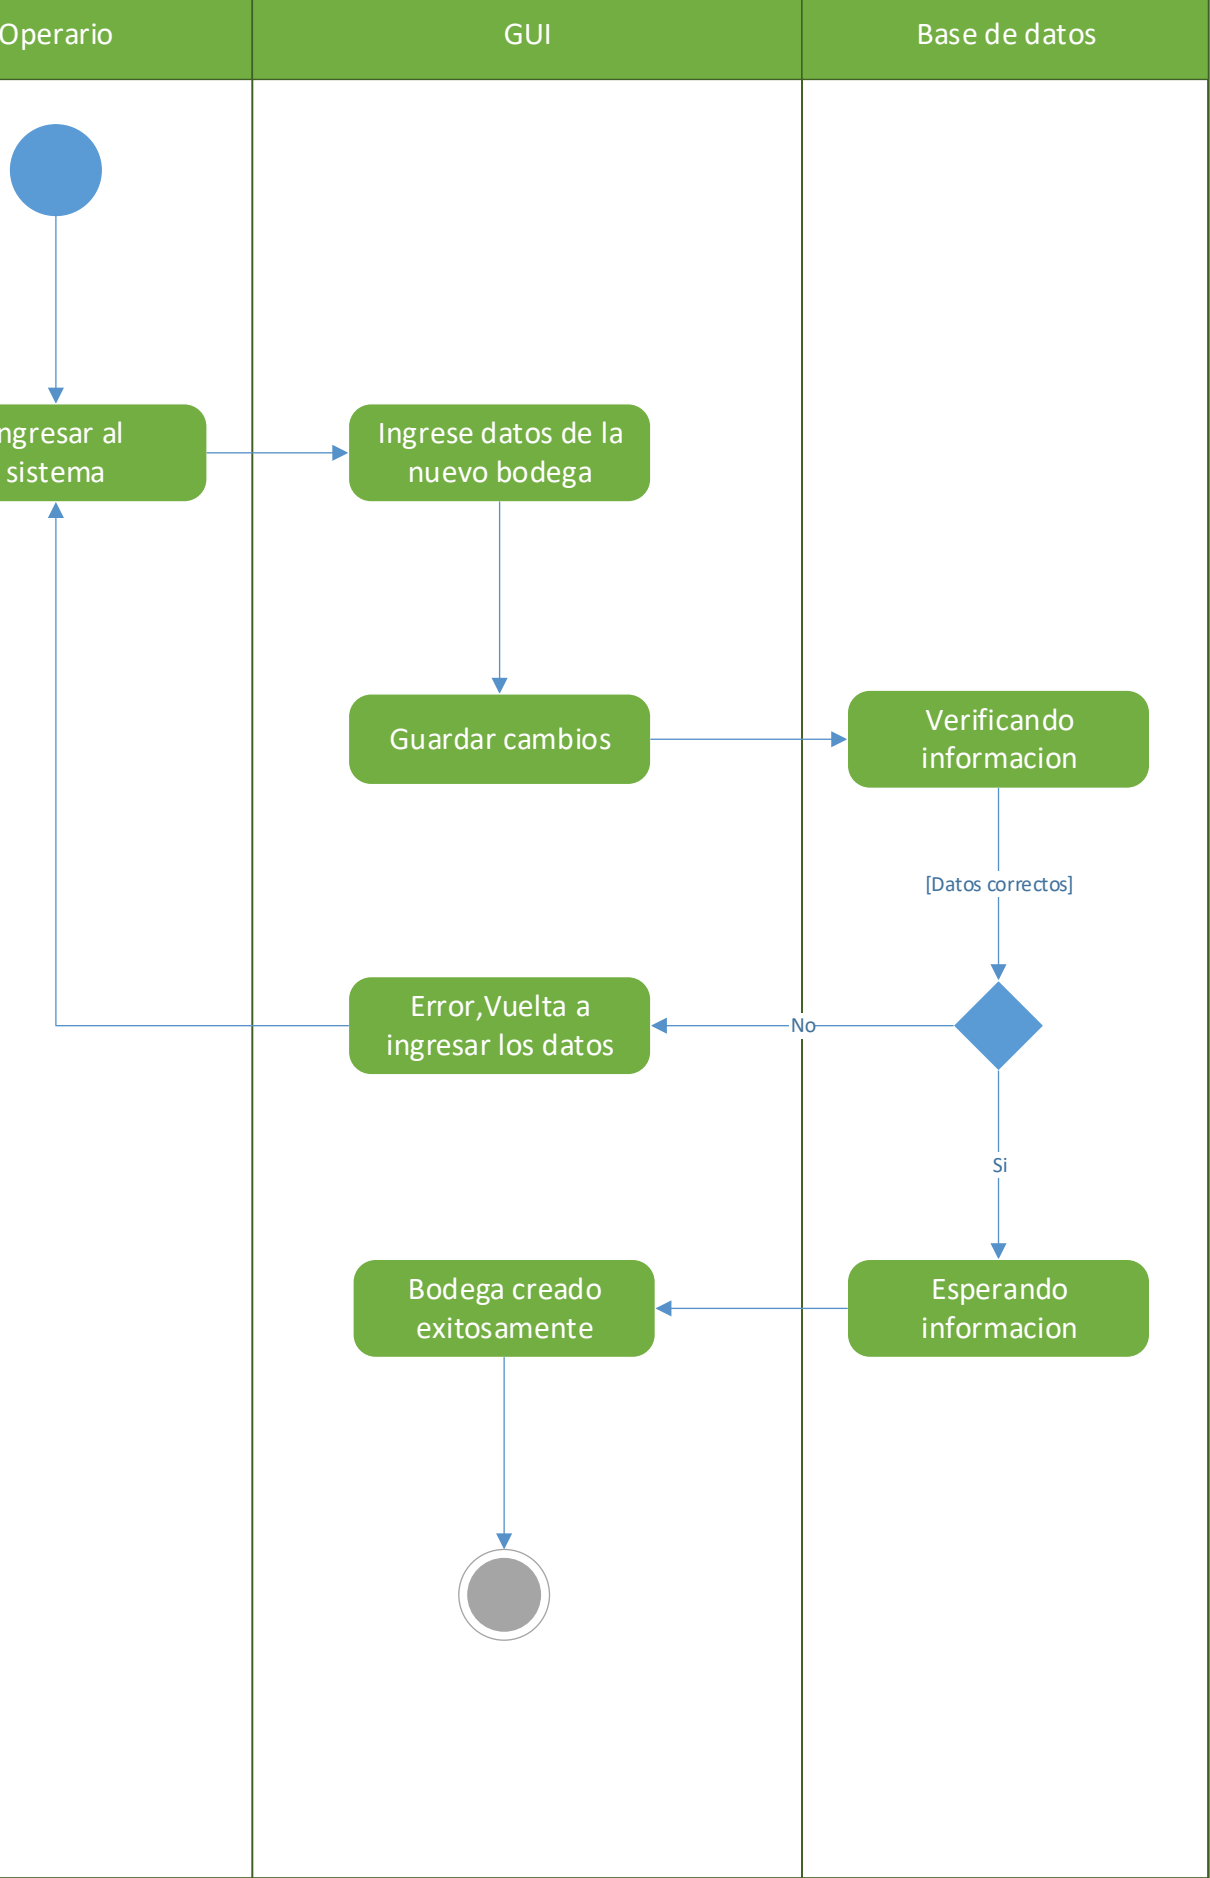 Operario
GUI
Base de datos
ngresar al
sistema
Ingrese datos de la
nuevo bodega
Guardar cambios
Verificando
informacion
[Datos correctos]
Error,Vuelta a
ingresar los datos
No
Si
Bodega creado
exitosamente
Esperando
informacion